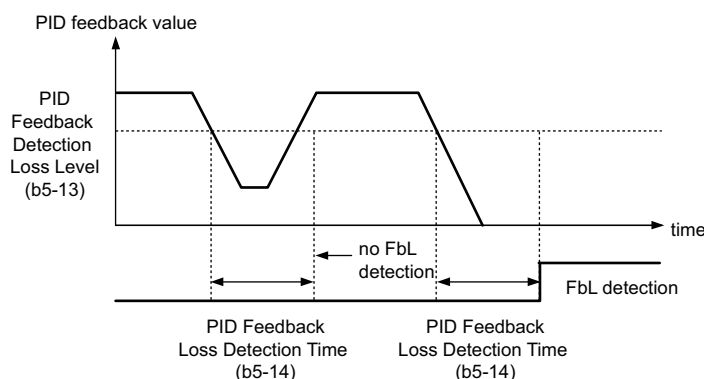 PID feedback value
PID
Feedback
Detection
Loss Level
(b5-13)
time
no FbL
detection
FbL detection
PID Feedback
Loss Detection Time
(b5-14)
PID Feedback
Loss Detection Time
(b5-14)